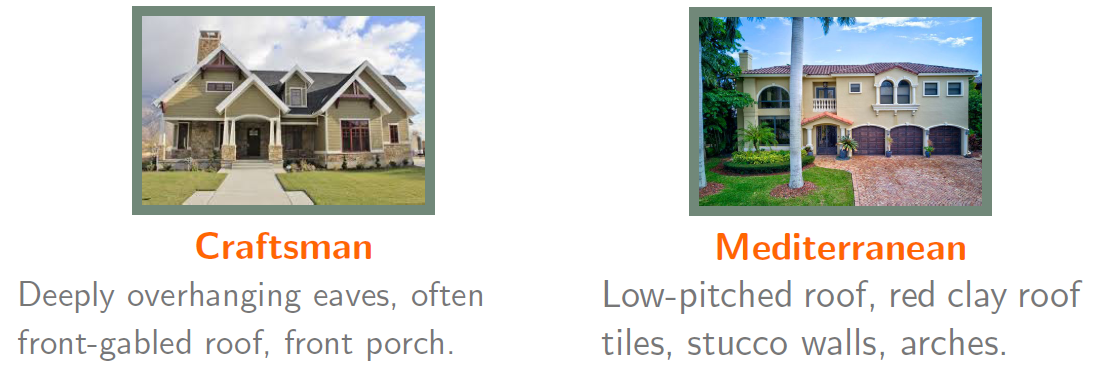 Craftsman
Deeply overhanging eaves, often
front-gabled roof, front porch.
Mediterranean
Low-pitched roof, red clay roof
tiles, stucco walls, arches.